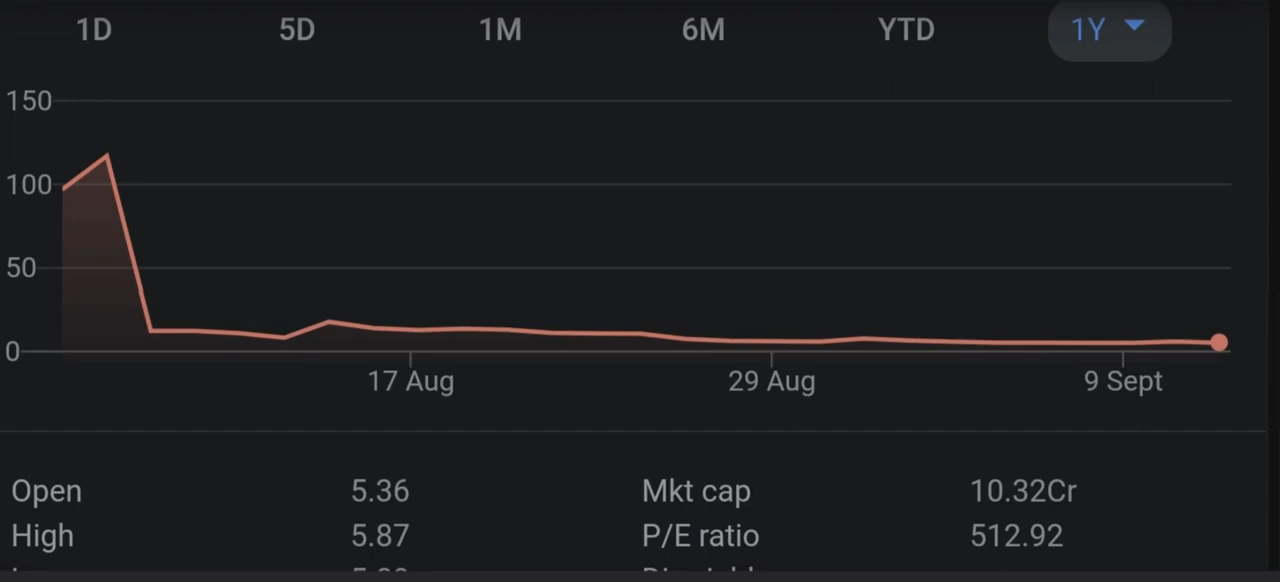 1D 5D 1M 6M YTD 1Y
150
100
50
0
17 Aug 29 Aug 9 Sept
Open 5.36 Mkt cap 10.32Cr
High 5.87 P/E ratio 512.92